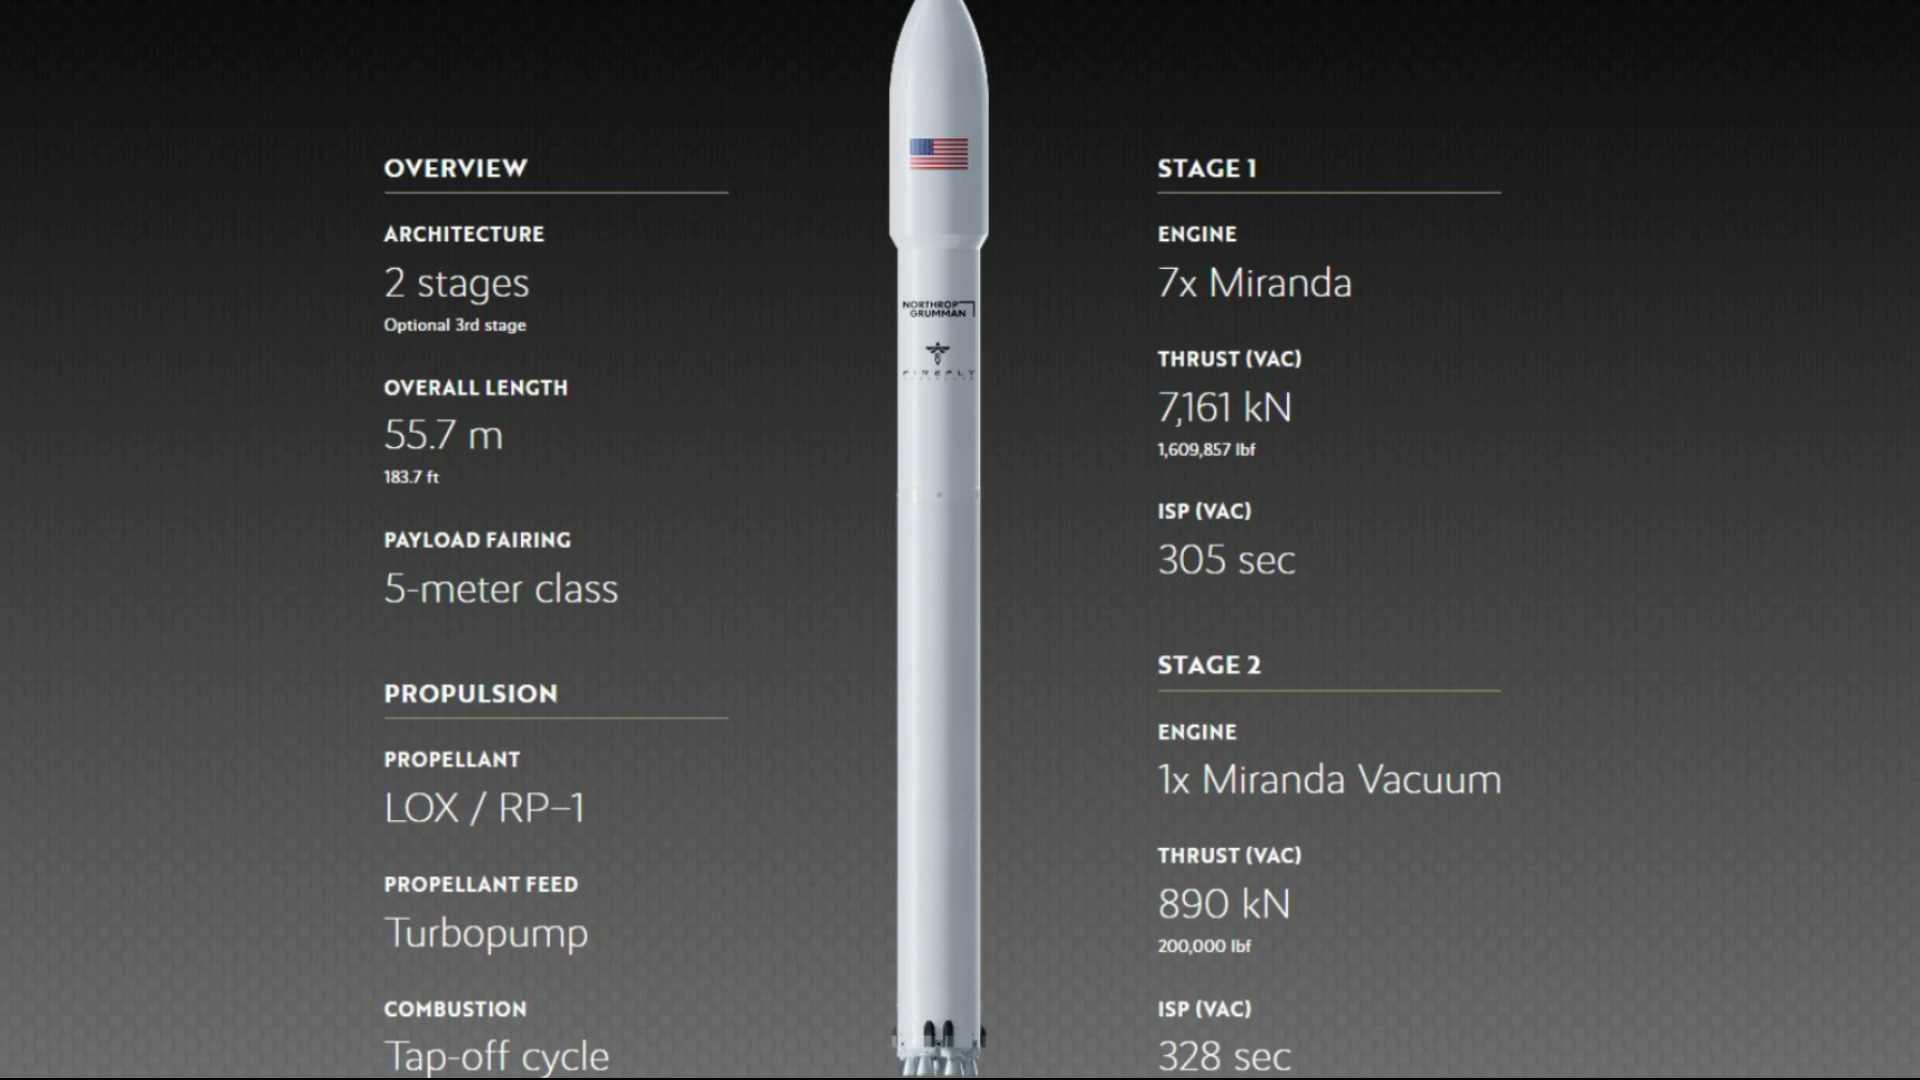 OVERVIEW
ARCHITECTURE
2 stages
Optional 3rd stage
OVERALL LENGTH
55.7 m
183.7 ft
PAYLOAD FAIRING
5-meter class
PROPULSION
PROPELLANT
LOX / RP–1
PROPELLANT FEED
Turbopump
COMBUSTION
Tap-off cycle
NORTHROP
GRUMMAN
FIREFLY
STAGE 1
ENGINE
7x Miranda
THRUST (VAC)
7,161 kN
1,609,857 lbf
ISP (VAC)
305 sec
STAGE 2
ENGINE
1x Miranda Vacuum
THRUST (VAC)
890 kN
200,000 lbf
ISP (VAC)
328 sec